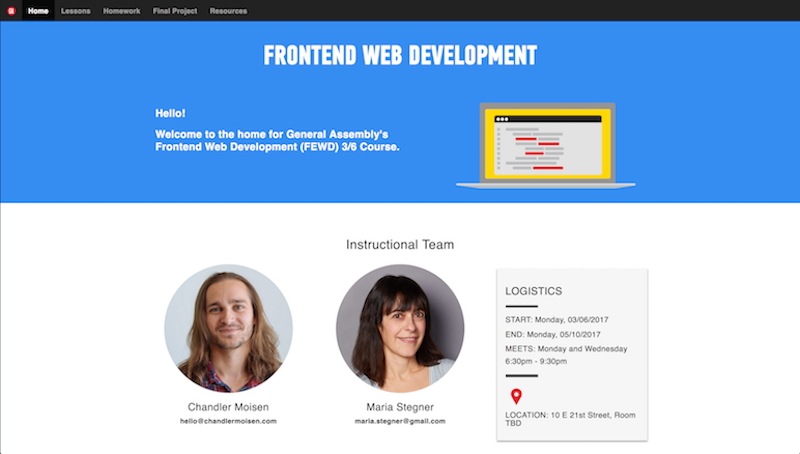 Home Lessons Homework Final Project Resources
FRONTEND WEB DEVELOPMENT
Hello!
Welcome to the home for General Assembly's
Frontend Web Development (FEWD) 3/6 Course.
Instructional Team
Chandler Moisen
hello@chandlermoisen.com
Maria Stegner
maria.stegner@gmail.com
LOGISTICS
START: Monday, 03/06/2017
END: Monday, 05/10/2017
MEETS: Monday and Wednesday
6:30pm - 9:30pm
LOCATION: 10 E 21st Street, Room
TBD